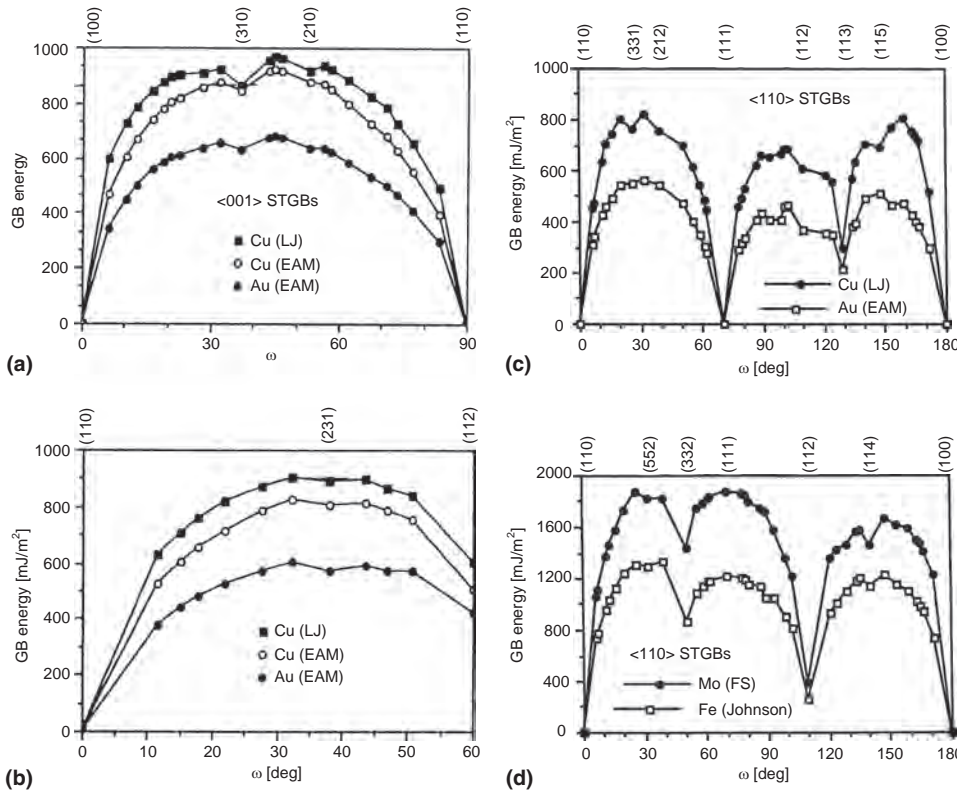 (100)
(310)
(210)
(110)
1000
800
600
400
200
0
GB energy
<001> STGBs
Cu (LJ)
Cu (EAM)
Au (EAM)
0
30
60
90
ω
(a)
(110)
(331)
(212)
(111)
(112)
(113)
(115)
(100)
1000
800
600
400
200
0
GB energy [mJ/m²]
<110> STGBs
Cu (LJ)
Au (EAM)
0
30
60
90
120
150
180
ω [deg]
(c)
(110)
(231)
(112)
1000
800
600
400
200
0
GB energy [mJ/m²]
Cu (LJ)
Cu (EAM)
Au (EAM)
0
10
20
30
40
50
60
ω [deg]
(b)
(110)
(552)
(332)
(111)
(112)
(114)
(100)
2000
1600
1200
800
400
0
GB energy [mJ/m²]
<110> STGBs
Mo (FS)
Fe (Johnson)
0
30
60
90
120
150
180
ω [deg]
(d)